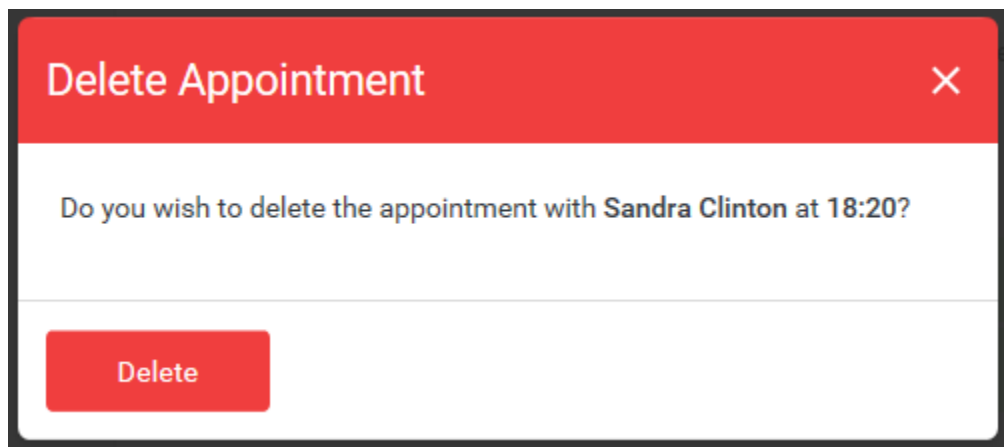 Delete Appointment
Do you wish to delete the appointment with Sandra Clinton at 18:20?
Delete